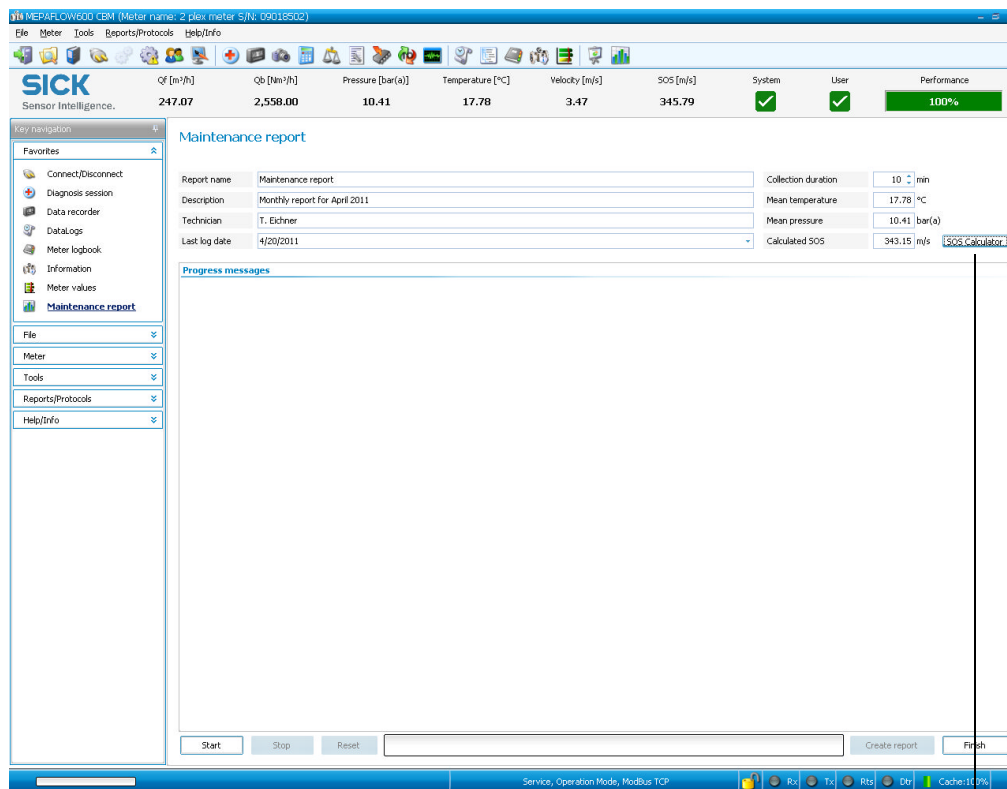 MEPAFLOW600 CBM (Meter name: 2 plex meter S/N: 09018502)
File Meter Tools Reports/Protocols Help/Info
SICK
Sensor Intelligence.
Qf [m³/h] Qb [Nm³/h] Pressure [bar(a)] Temperature [°C] Velocity [m/s] SOS [m/s] System User Performance
247.07 2,558.00 10.41 17.78 3.47 345.79 100%
Key navigation
Favorites
Connect/Disconnect
Diagnosis session
Data recorder
DataLogs
Meter logbook
Information
Meter values
Maintenance report
File
Meter
Tools
Reports/Protocols
Help/Info
Maintenance report
Report name Maintenance report Collection duration 10 min
Description Monthly report for April 2011 Mean temperature 17.78 °C
Technician T. Eichner Mean pressure 10.41 bar(a)
Last log date 4/20/2011 Calculated SOS 343.15 m/s SOS Calculator
Progress messages
Start Stop Reset Create report Finish
Service, Operation Mode, ModBus TCP Rx Tx Rts Dtr Cache:100%